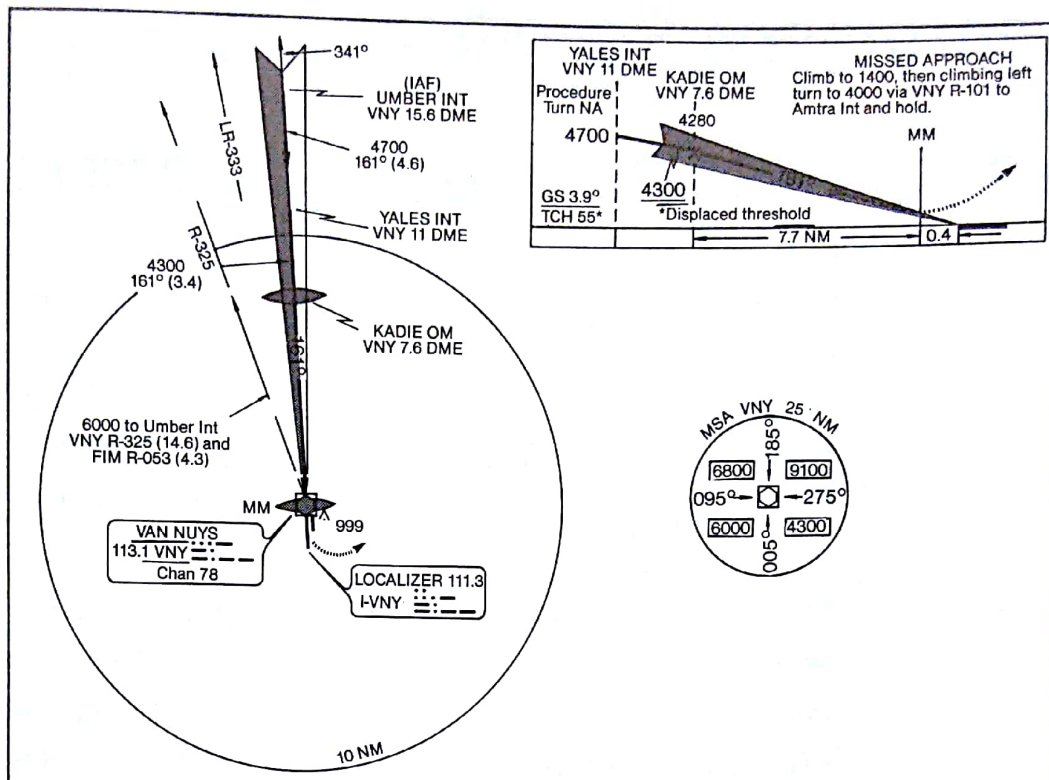 341°
(IAF)
UMBER INT
VNY 15.6 DME
4700
161° (4.6)
LR-333
YALES INT
VNY 11 DME
R-325
4300
161° (3.4)
KADIE OM
VNY 7.6 DME
161°
6000 to Umber Int
VNY R-325 (14.6) and
FIM R-053 (4.3)
MM
999
VAN NUYS
113.1 VNY
Chan 78
LOCALIZER 111.3
I-VNY
10 NM
YALES INT
VNY 11 DME
Procedure
Turn NA
4700
KADIE OM
VNY 7.6 DME
4280
4300
GS 3.9°
TCH 55*
*Displaced threshold
7.7 NM
0.4
MISSED APPROACH
Climb to 1400, then climbing left
turn to 4000 via VNY R-101 to
Amtra Int and hold.
MM
MSA VNY 25 NM
185°
6800
9100
095°
275°
6000
4300
005°